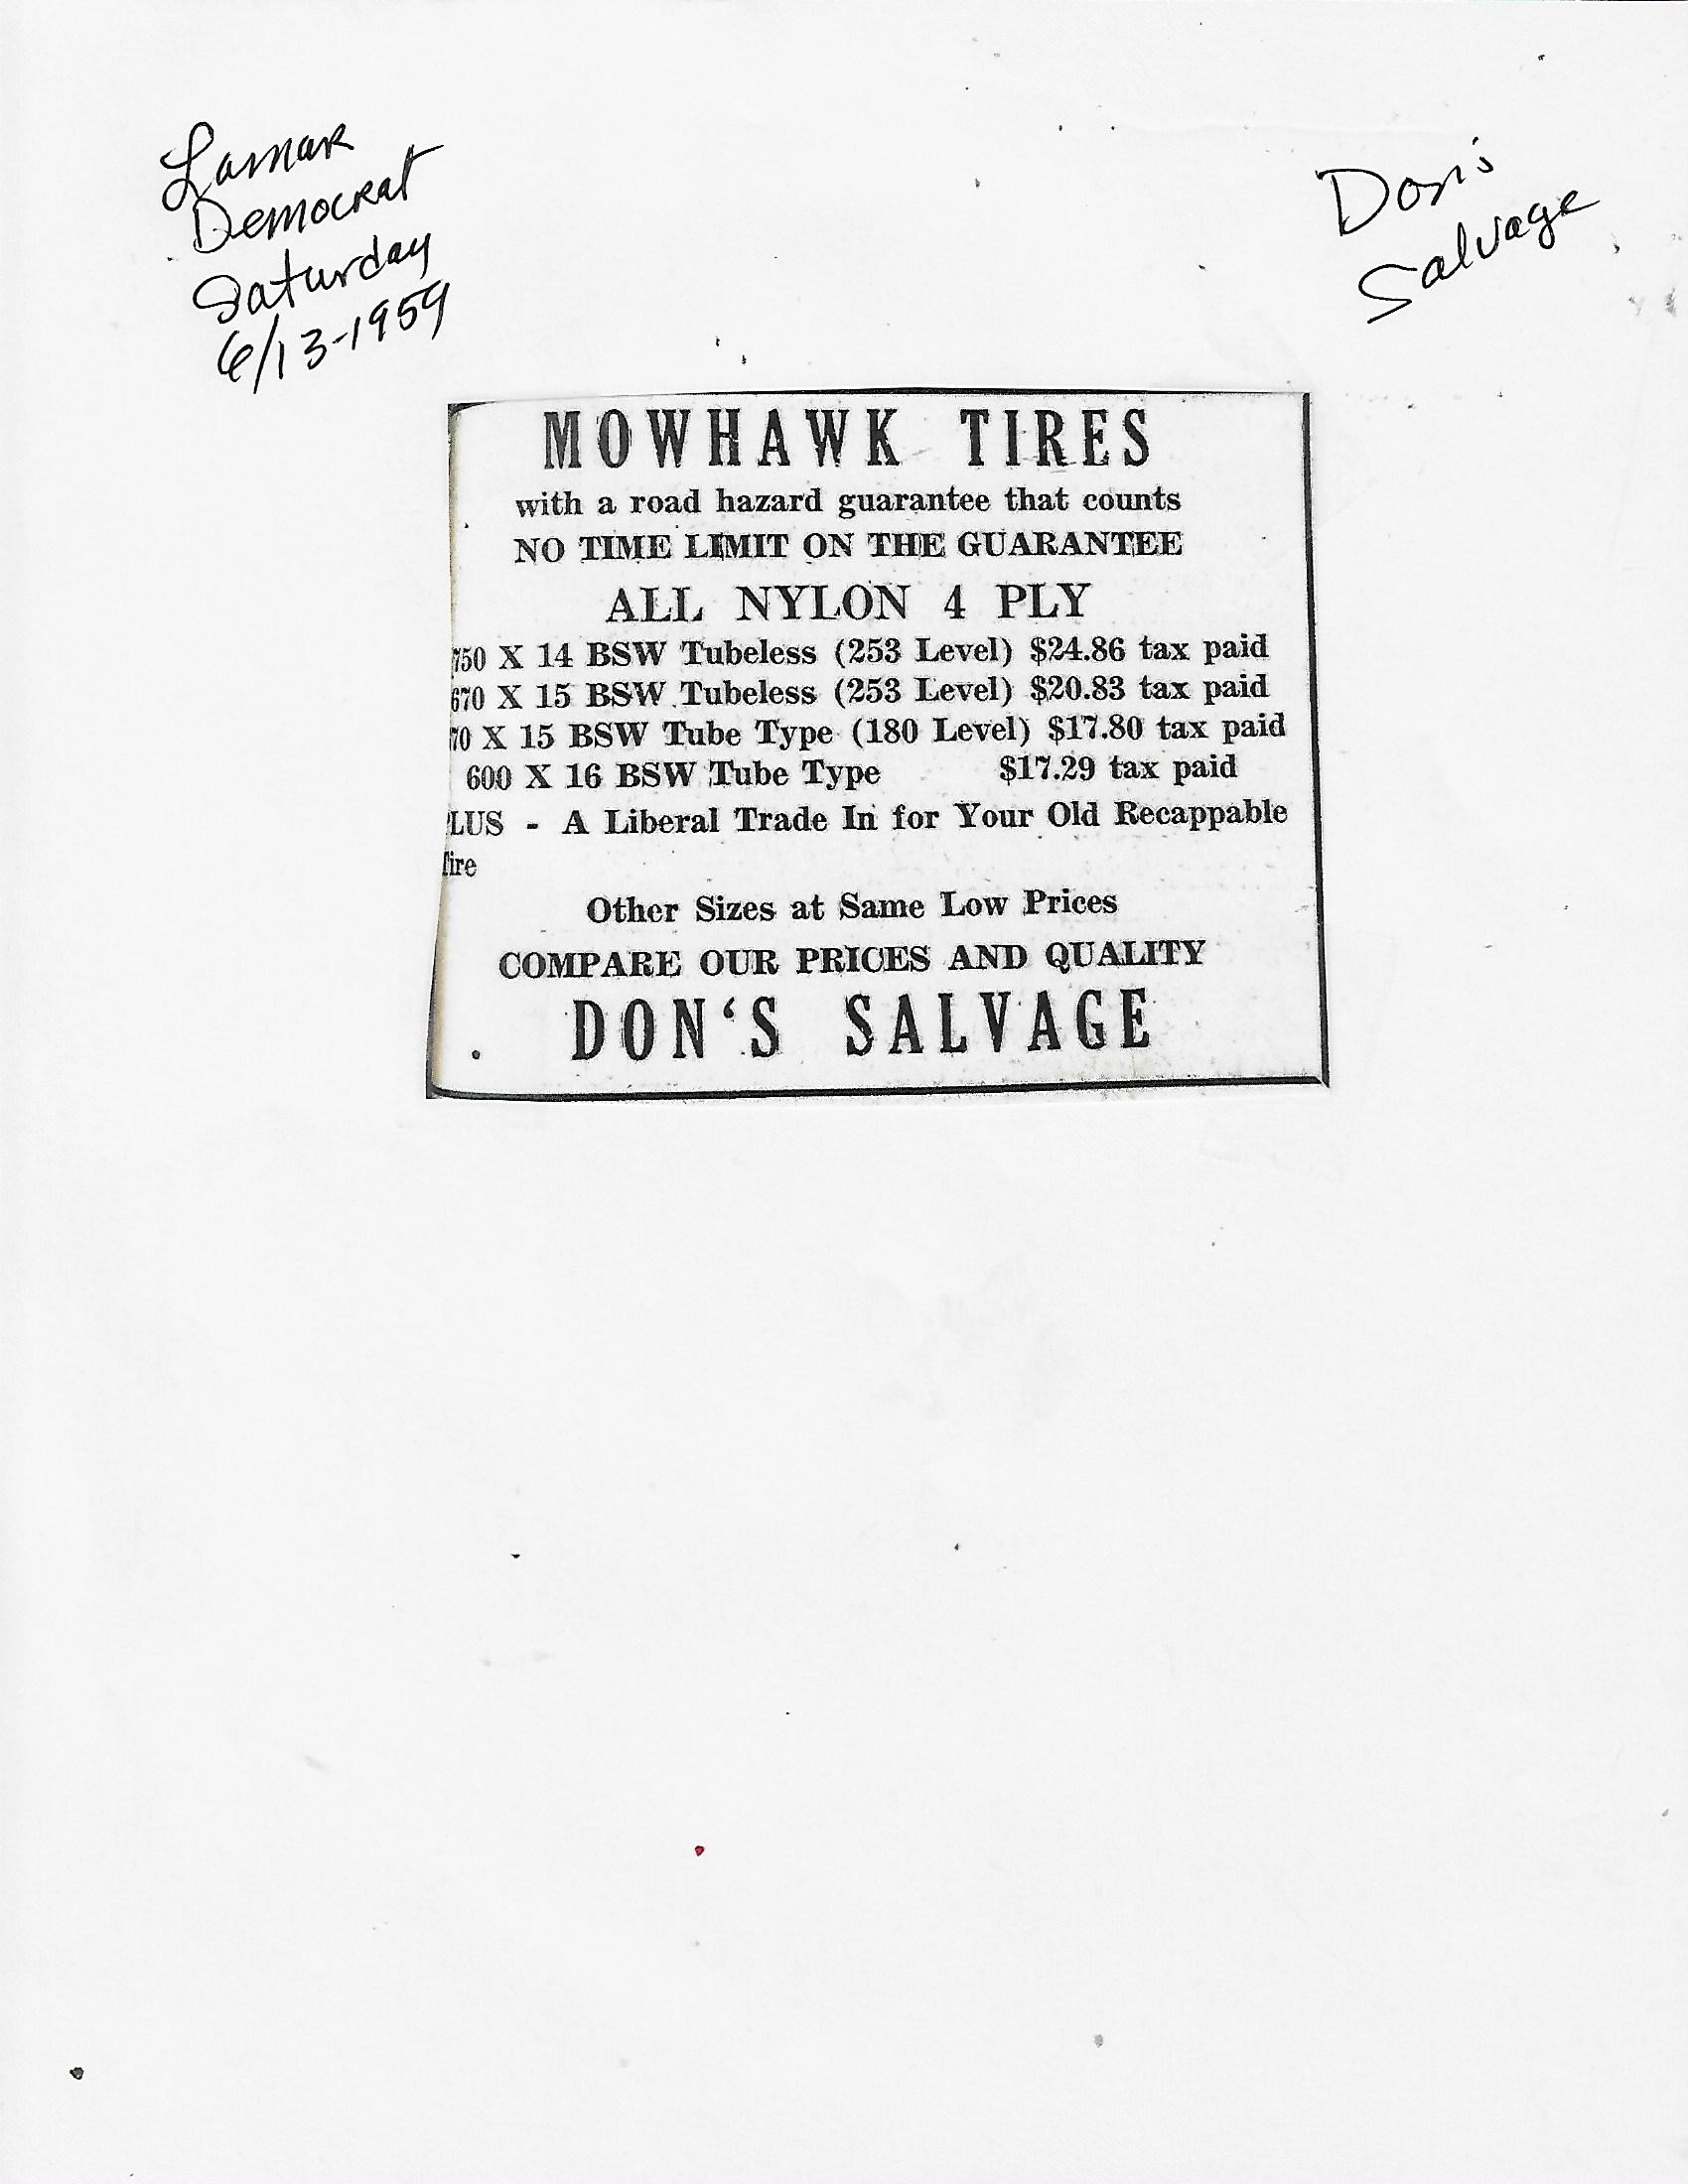 Lamar
Democrat
Saturday
6/13-1959
Don's
Salvage
MOWHAWK TIRES
with a road hazard guarantee that counts
NO TIME LIMIT ON THE GUARANTEE
ALL NYLON 4 PLY
750 X 14 BSW Tubeless (253 Level) $24.86 tax paid
670 X 15 BSW Tubeless (253 Level) $20.83 tax paid
70 X 15 BSW Tube Type (180 Level) $17.80 tax paid
600 X 16 BSW Tube Type $17.29 tax paid
LUS - A Liberal Trade In for Your Old Recappable
Tire
Other Sizes at Same Low Prices
COMPARE OUR PRICES AND QUALITY
DON‘S SALVAGE